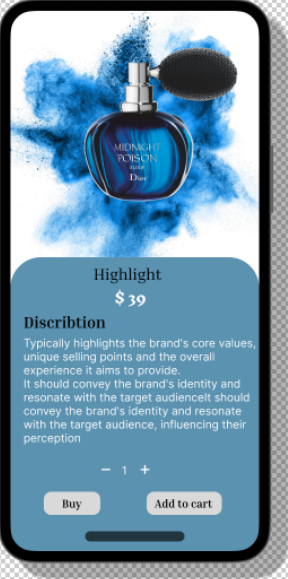 MIDNIGHT
POISON
ELIXIR
Dior
Highlight
$ 39
Discribtion
Typically highlights the brand's core values,
unique selling points and the overall
experience it aims to provide.
It should convey the brand's identity and
resonate with the target audienceIt should
convey the brand's identity and resonate
with the target audience, influencing their
perception
− 1 +
Buy Add to cart